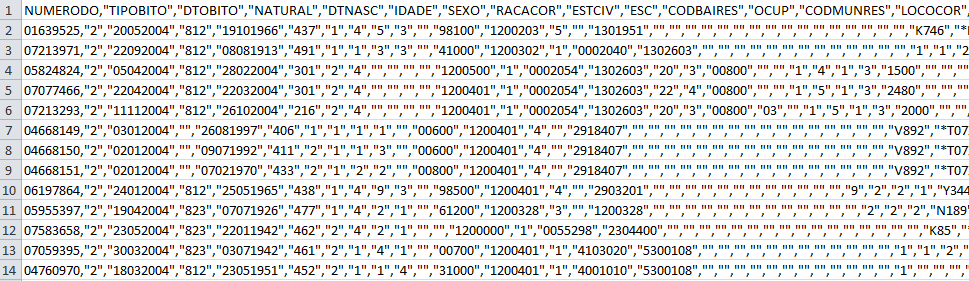 1 NUMERODO,"TIPOBITO","DTOBITO","NATURAL","DTNASC","IDADE","SEXO","RACACOR","ESTCIV","ESC","CODBAIRES","OCUP","CODMUNRES","LOCOCOR,
2 01639525,"2","20052004","812","19101966","437","1","4","5","3","","98100","1200203","5","","1301951","","","","","","","","","","","","","","","","K746","*
3 07213971,"2","22092004","812","08081913","491","1","1","3","3","","41000","1200302","1","0002040","1302603","","","","","","","","","","","","","1","1","2
4 05824824,"2","05042004","812","28022004","301","2","4","","","","","1200500","1","0002054","1302603","20","3","00800","","","1","4","1","3","1500","","",
5 07077466,"2","22042004","812","22032004","301","2","4","","","","","1200401","1","0002054","1302603","22","4","00800","","","1","5","1","3","2480","","",
6 07213293,"2","11112004","812","26102004","216","2","4","","","","","1200401","1","0002054","1302603","20","3","00800","03","","1","5","1","3","2000","","
7 04668149,"2","03012004","","26081997","406","1","1","1","1","","00600","1200401","4","","2918407","","","","","","","","","","","","","","","V892","*T07
8 04668150,"2","02012004","","09071992","411","2","1","1","3","","00600","1200401","4","","2918407","","","","","","","","","","","","","","","V892","*T07
9 04668151,"2","02012004","","07021970","433","2","1","2","2","","00800","1200401","4","","2918407","","","","","","","","","","","","","","","V892","*T07
10 06197864,"2","24012004","812","25051965","438","1","4","9","3","","98500","1200401","4","","2903201","","","","","","","","","","","","9","2","2","1","Y344
11 05955397,"2","19042004","823","07071926","477","1","4","2","1","","61200","1200328","3","","1200328","","","","","","","","","","","","","2","2","2","N189
12 07583658,"2","23052004","823","22011942","462","2","4","2","1","","","1200000","1","0055298","2304400","","","","","","","","","","","","","","","K85","*
13 07059395,"2","30032004","823","03071942","461","2","1","4","1","","00700","1200401","1","4103020","5300108","","","","","","","","","","","","1","1","2",
14 04760970,"2","18032004","812","23051951","452","2","1","1","4","","31000","1200401","1","4001010","5300108","","","","","","","","","","","","1","","","